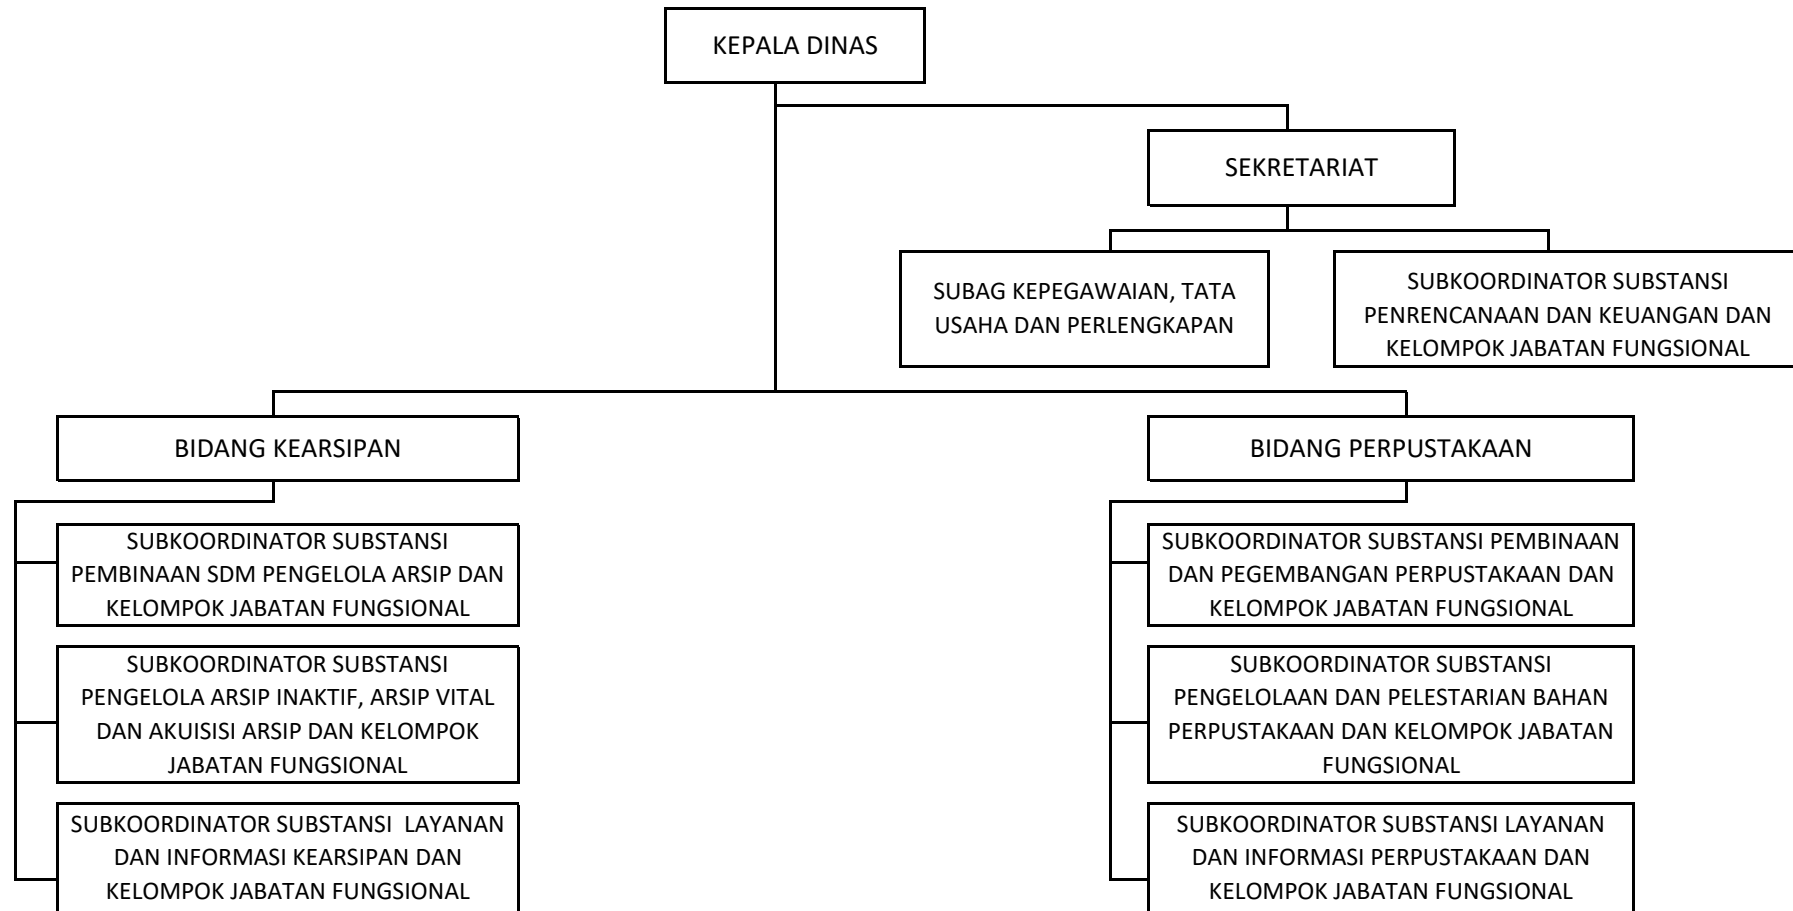 KEPALA DINAS
SEKRETARIAT
SUBAG KEPEGAWAIAN, TATA
USAHA DAN PERLENGKAPAN
SUBKOORDINATOR SUBSTANSI
PENRENCANAAN DAN KEUANGAN DAN
KELOMPOK JABATAN FUNGSIONAL
BIDANG KEARSIPAN
SUBKOORDINATOR SUBSTANSI
PEMBINAAN SDM PENGELOLA ARSIP DAN
KELOMPOK JABATAN FUNGSIONAL
SUBKOORDINATOR SUBSTANSI
PENGELOLA ARSIP INAKTIF, ARSIP VITAL
DAN AKUISISI ARSIP DAN KELOMPOK
JABATAN FUNGSIONAL
SUBKOORDINATOR SUBSTANSI  LAYANAN
DAN INFORMASI KEARSIPAN DAN
KELOMPOK JABATAN FUNGSIONAL
BIDANG PERPUSTAKAAN
SUBKOORDINATOR SUBSTANSI PEMBINAAN
DAN PEGEMBANGAN PERPUSTAKAAN DAN
KELOMPOK JABATAN FUNGSIONAL
SUBKOORDINATOR SUBSTANSI
PENGELOLAAN DAN PELESTARIAN BAHAN
PERPUSTAKAAN DAN KELOMPOK JABATAN
FUNGSIONAL
SUBKOORDINATOR SUBSTANSI LAYANAN
DAN INFORMASI PERPUSTAKAAN DAN
KELOMPOK JABATAN FUNGSIONAL